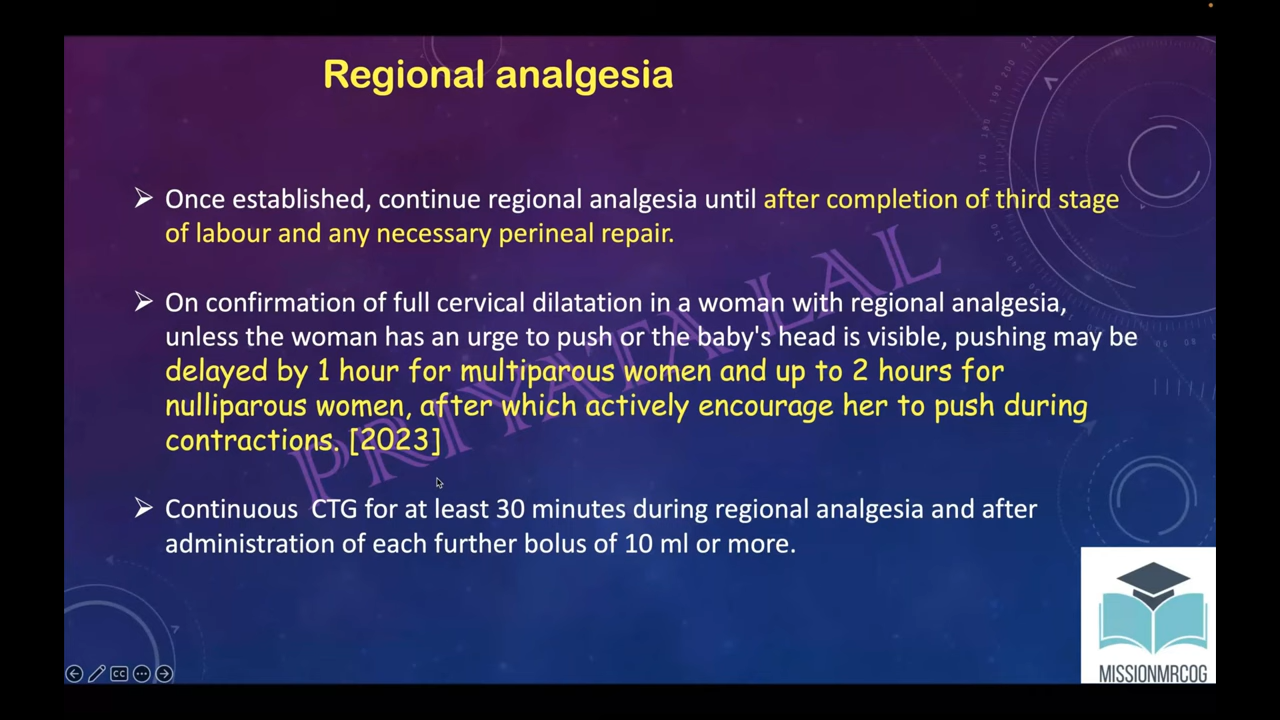 Regional analgesia
➢ Once established, continue regional analgesia until after completion of third stage
of labour and any necessary perineal repair.
➢ On confirmation of full cervical dilatation in a woman with regional analgesia,
unless the woman has an urge to push or the baby's head is visible, pushing may be
delayed by 1 hour for multiparous women and up to 2 hours for
nulliparous women, after which actively encourage her to push during
contractions. [2023]
➢ Continuous  CTG for at least 30 minutes during regional analgesia and after
administration of each further bolus of 10 ml or more.
PRIYATA LAL
CC
MISSIONMRCOG